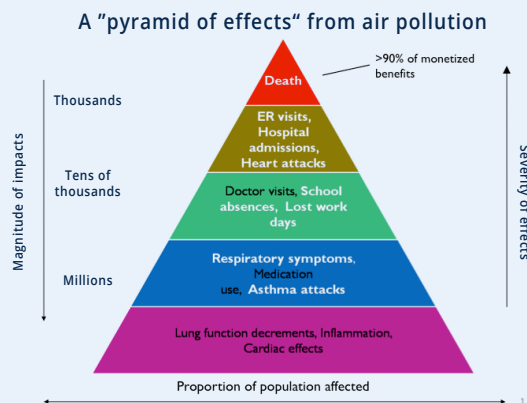 A ”pyramid of effects“ from air pollution
>90% of monetized
benefits
Death
Thousands
ER visits,
Hospital
admissions,
Heart attacks
Magnitude of impacts
Severity of effects
Tens of
thousands
Doctor visits, School
absences, Lost work
days
Millions
Respiratory symptoms,
Medication
use, Asthma attacks
Lung function decrements, Inflammation,
Cardiac effects
Proportion of population affected
1